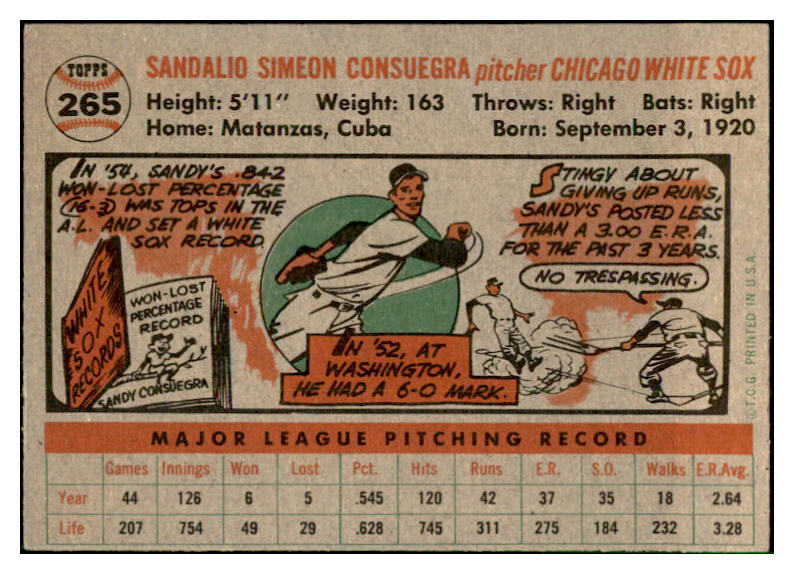 TOPPS
265
SANDALIO SIMEON CONSUEGRA pitcher CHICAGO WHITE SOX
Height: 5'11" Weight: 163 Throws: Right Bats: Right
Home: Matanzas, Cuba Born: September 3, 1920
IN '54, SANDY'S .842
WON-LOST PERCENTAGE
(16-3) WAS TOPS IN THE
A.L. AND SET A WHITE
SOX RECORD.
WHITE
SOX
RECORDS
WON-LOST
PERCENTAGE
RECORD
SANDY CONSUEGRA
IN '52, AT
WASHINGTON,
HE HAD A 6-0 MARK.
STINGY ABOUT
GIVING UP RUNS,
SANDY'S POSTED LESS
THAN A 3.00 E.R.A.
FOR THE PAST 3 YEARS.
NO TRESPASSING.
©T.C.G. PRINTED IN U.S.A.
MAJOR LEAGUE PITCHING RECORD
Games Innings Won Lost Pct. Hits Runs E.R. S.O. Walks E.R.Avg.
Year 44 126 6 5 .545 120 42 37 35 18 2.64
Life 207 754 49 29 .628 745 311 275 184 232 3.28